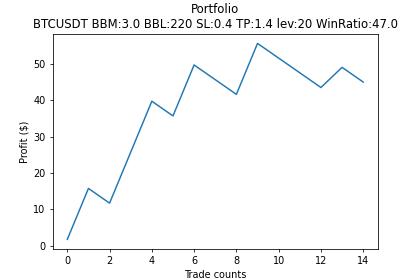 Portfolio
BTCUSDT BBM:3.0 BBL:220 SL:0.4 TP:1.4 lev:20 WinRatio:47.0
50
40
30
20
10
0
Profit ($)
0 2 4 6 8 10 12 14
Trade counts